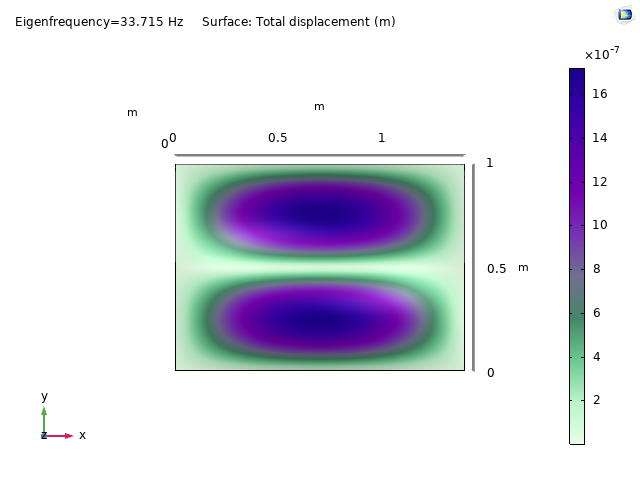 Eigenfrequency=33.715 Hz Surface: Total displacement (m)
×10⁻⁷
m
m
0
0
0.5
1
1
0.5
m
0
16
14
12
10
8
6
4
2
y
z
x